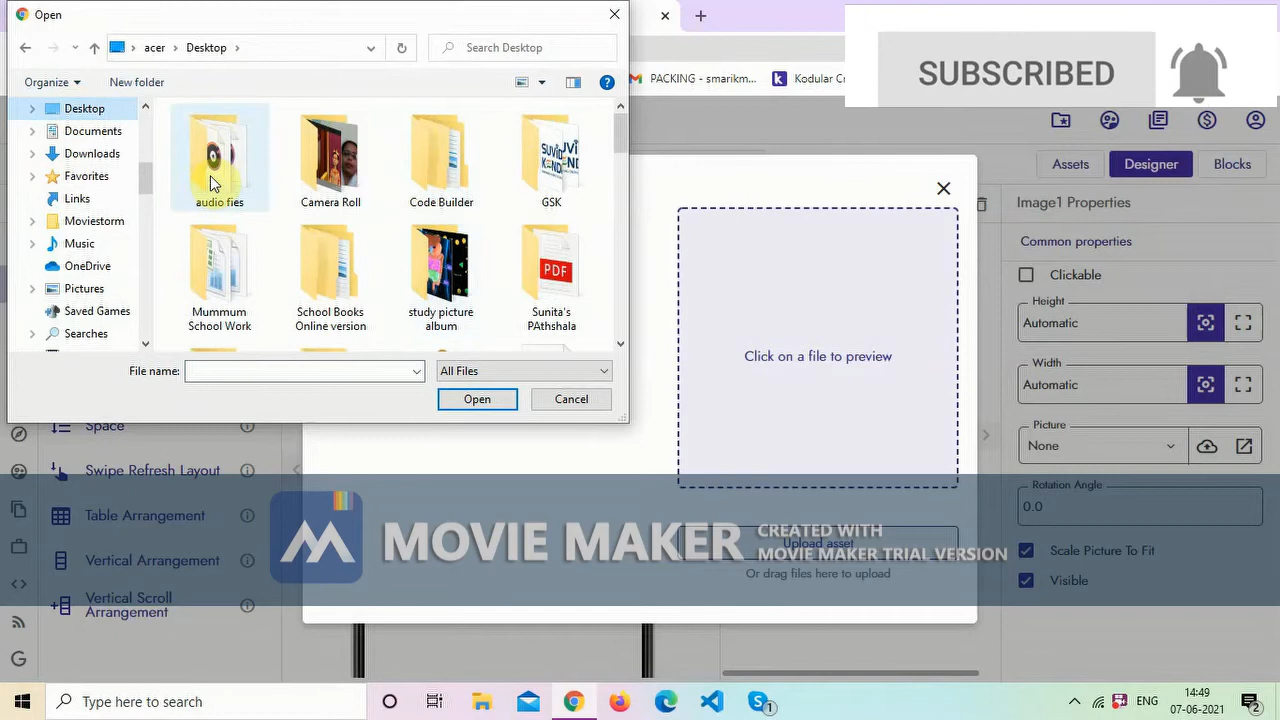 Open
acer
Desktop
Search Desktop
PACKING - smarikm...
Kodular Cr
SUBSCRIBED
Organize
New folder
Desktop
Documents
Downloads
Favorites
Links
Moviestorm
Music
OneDrive
Pictures
Saved Games
Searches
audio fies
Camera Roll
Code Builder
GSK
Mummum
School Work
School Books
Online version
study picture
album
PDF
Sunita's
PAthshala
File name:
All Files
Open
Cancel
Assets
Designer
Blocks
Image1 Properties
Common properties
Clickable
Height
Automatic
Width
Automatic
Picture
None
Rotation Angle
0.0
Scale Picture To Fit
Visible
Click on a file to preview
Upload asset
Or drag files here to upload
Space
Swipe Refresh Layout
Table Arrangement
Vertical Arrangement
Vertical Scroll
Arrangement
MOVIE MAKER
CREATED WITH
MOVIE MAKER TRIAL VERSION
Type here to search
ENG
14:49
07-06-2021
1
2